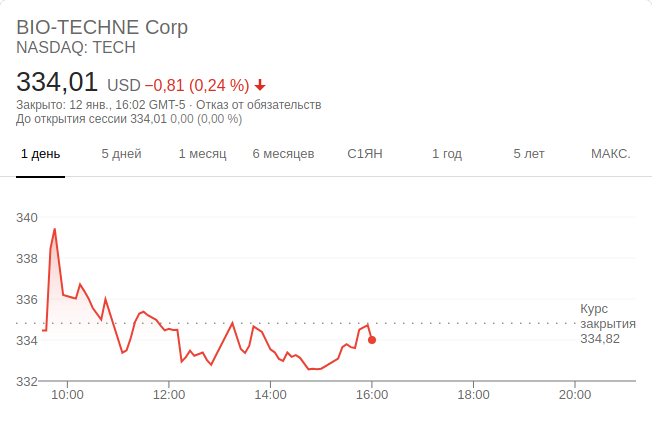 BIO-TECHNE Corp
NASDAQ: TECH
334,01 USD −0,81 (0,24 %)
Закрыто: 12 янв., 16:02 GMT-5 · Отказ от обязательств
До открытия сессии 334,01 0,00 (0,00 %)
1 день 5 дней 1 месяц 6 месяцев С1ЯН 1 год 5 лет МАКС.
340
338
336
334
332
Курс
закрытия
334,82
10:00 12:00 14:00 16:00 18:00 20:00